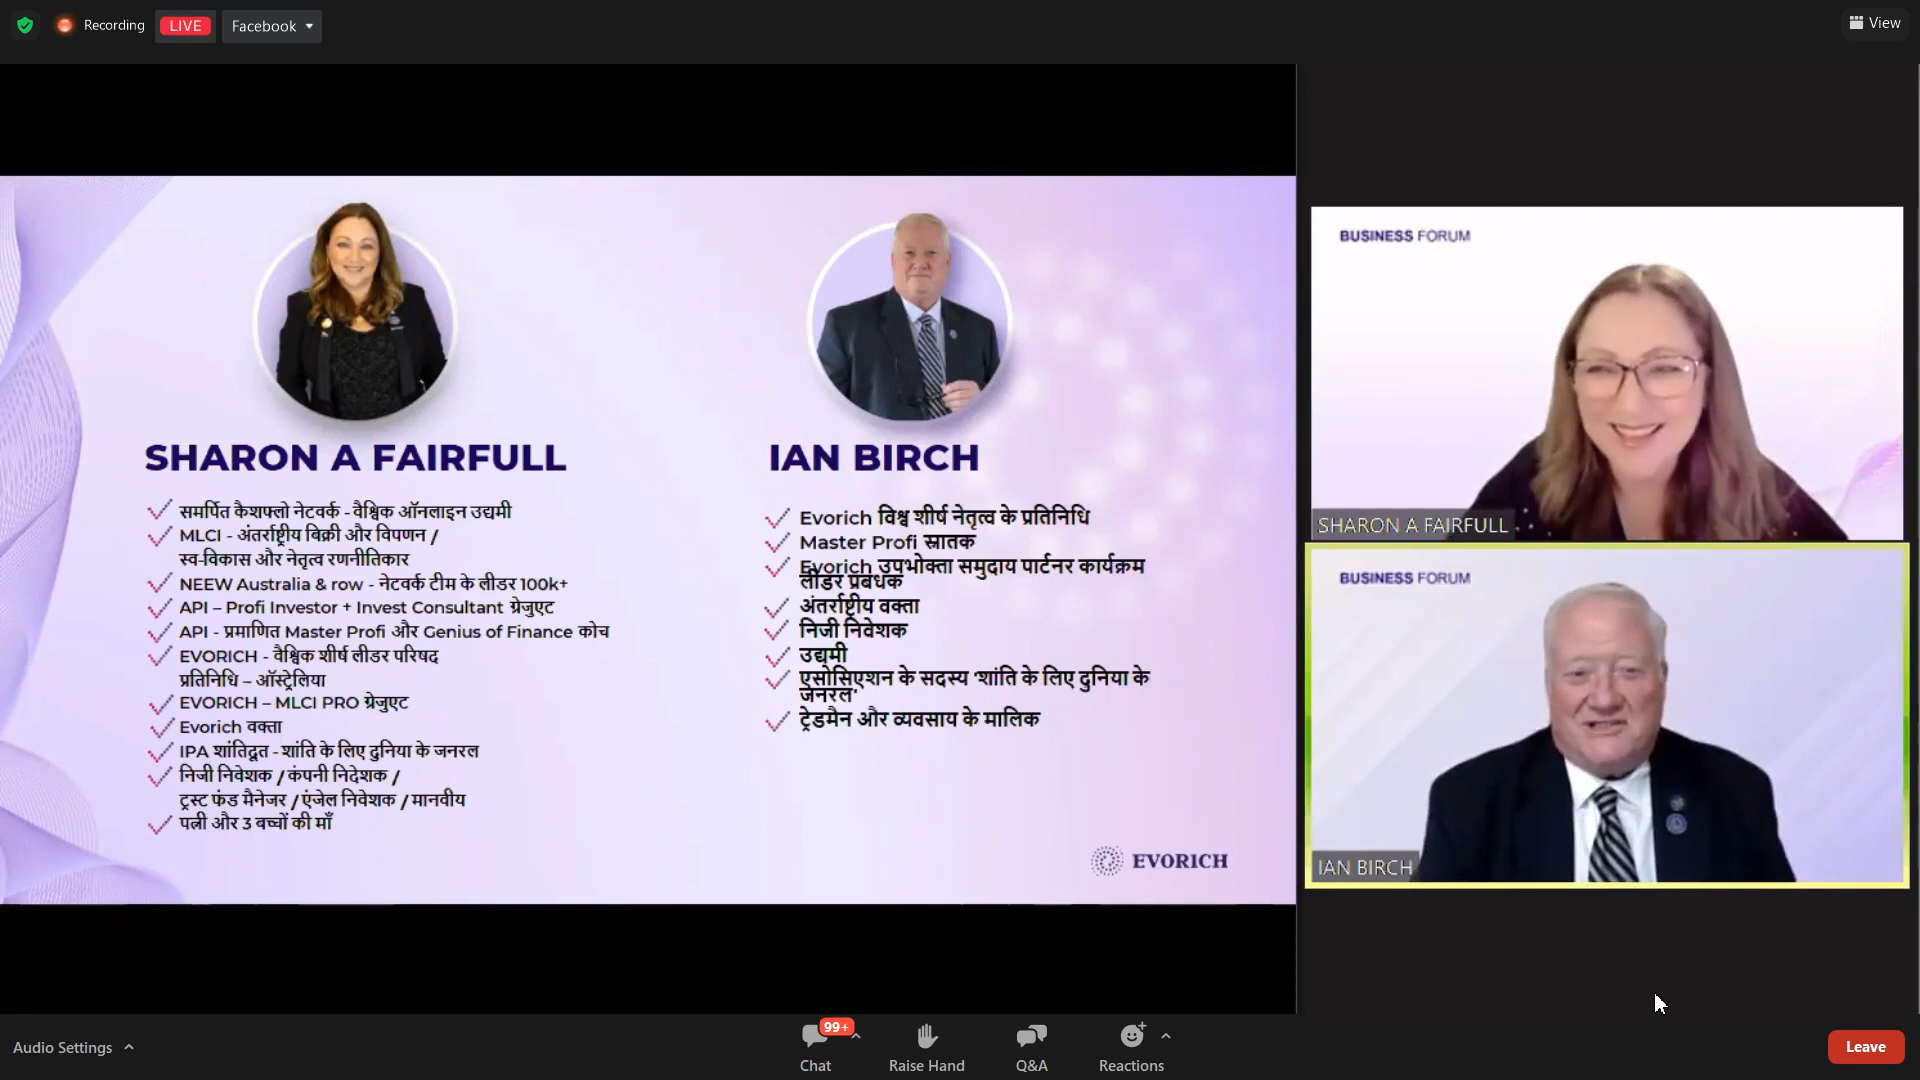 Recording
LIVE
Facebook
View
SHARON A FAIRFULL
समर्पित कैशफ्लो नेटवर्क - वैश्विक ऑनलाइन उद्यमी
MLCI - अंतर्राष्ट्रीय बिक्री और विपणन /
स्व-विकास और नेतृत्व रणनीतिकार
NEEW Australia & row - नेटवर्क टीम के लीडर 100k+
API – Profi Investor + Invest Consultant ग्रेजुएट
API - प्रमाणित Master Profi और Genius of Finance कोच
EVORICH - वैश्विक शीर्ष लीडर परिषद
प्रतिनिधि – ऑस्ट्रेलिया
EVORICH – MLCI PRO ग्रेजुएट
Evorich वक्ता
IPA शांतिदूत - शांति के लिए दुनिया के जनरल
निजी निवेशक / कंपनी निदेशक /
ट्रस्ट फंड मैनेजर / एंजेल निवेशक / मानवीय
पत्नी और 3 बच्चों की माँ
IAN BIRCH
Evorich विश्व शीर्ष नेतृत्व के प्रतिनिधि
Master Profi स्नातक
Evorich उपभोक्ता समुदाय पार्टनर कार्यक्रम
लीडर प्रबंधक
अंतर्राष्ट्रीय वक्ता
निजी निवेशक
उद्यमी
एसोसिएशन के सदस्य 'शांति के लिए दुनिया के
जनरल'
ट्रेडमैन और व्यवसाय के मालिक
EVORICH
BUSINESS FORUM
SHARON A FAIRFULL
BUSINESS FORUM
IAN BIRCH
Audio Settings
99+
Chat
Raise Hand
Q&A
Reactions
Leave